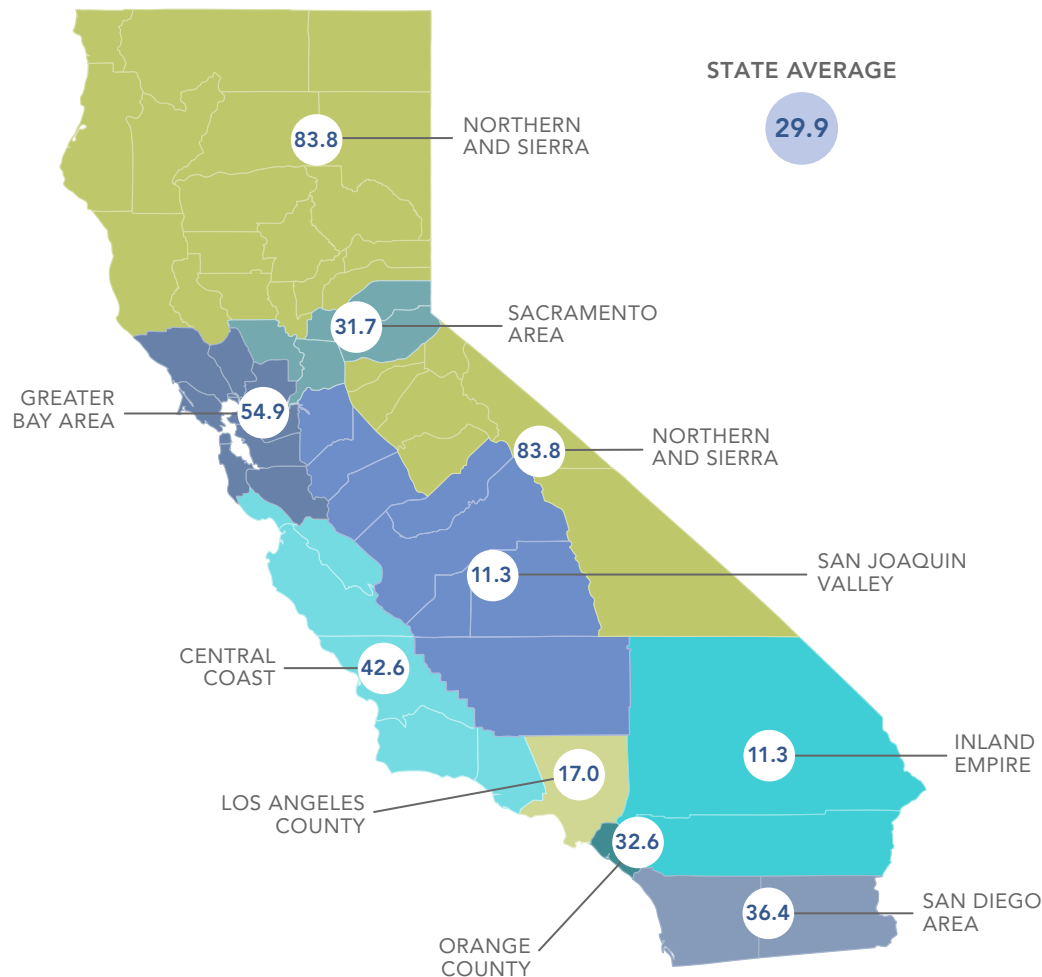 STATE AVERAGE
29.9
83.8
NORTHERN
AND SIERRA
31.7
SACRAMENTO
AREA
GREATER
BAY AREA
54.9
83.8
NORTHERN
AND SIERRA
11.3
SAN JOAQUIN
VALLEY
CENTRAL
COAST
42.6
11.3
INLAND
EMPIRE
17.0
LOS ANGELES
COUNTY
32.6
ORANGE
COUNTY
36.4
SAN DIEGO
AREA